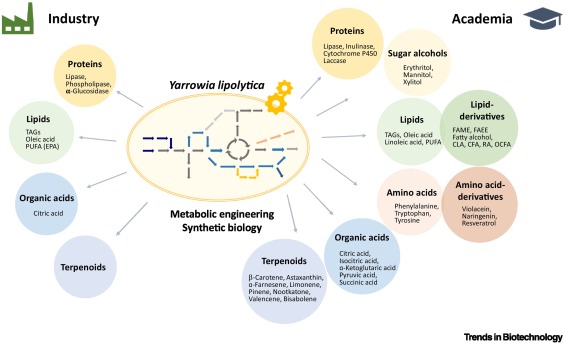 Industry
Academia
Proteins
Lipase,
Phospholipase,
α-Glucosidase
Lipids
TAGs
Oleic acid
PUFA (EPA)
Organic acids
Citric acid
Terpenoids
Yarrowia lipolytica
Metabolic engineering
Synthetic biology
Proteins
Lipase, Inulinase,
Cytochrome P450
Laccase
Sugar alcohols
Erythritol,
Mannitol,
Xylitol
Lipids
TAGs, Oleic acid
Linoleic acid, PUFA
Lipid-
derivatives
FAME, FAEE
Fatty alcohol,
CLA, CFA, RA, OCFA
Amino acids
Phenylalanine,
Tryptophan,
Tyrosine
Amino acid-
derivatives
Violacein,
Naringenin,
Resveratrol
Organic acids
Citric acid,
Isocitric acid,
α-Ketoglutaric acid
Pyruvic acid,
Succinic acid
Terpenoids
β-Carotene, Astaxanthin,
α-Farnesene, Limonene,
Pinene, Nootkatone,
Valencene, Bisabolene
Trends in Biotechnology